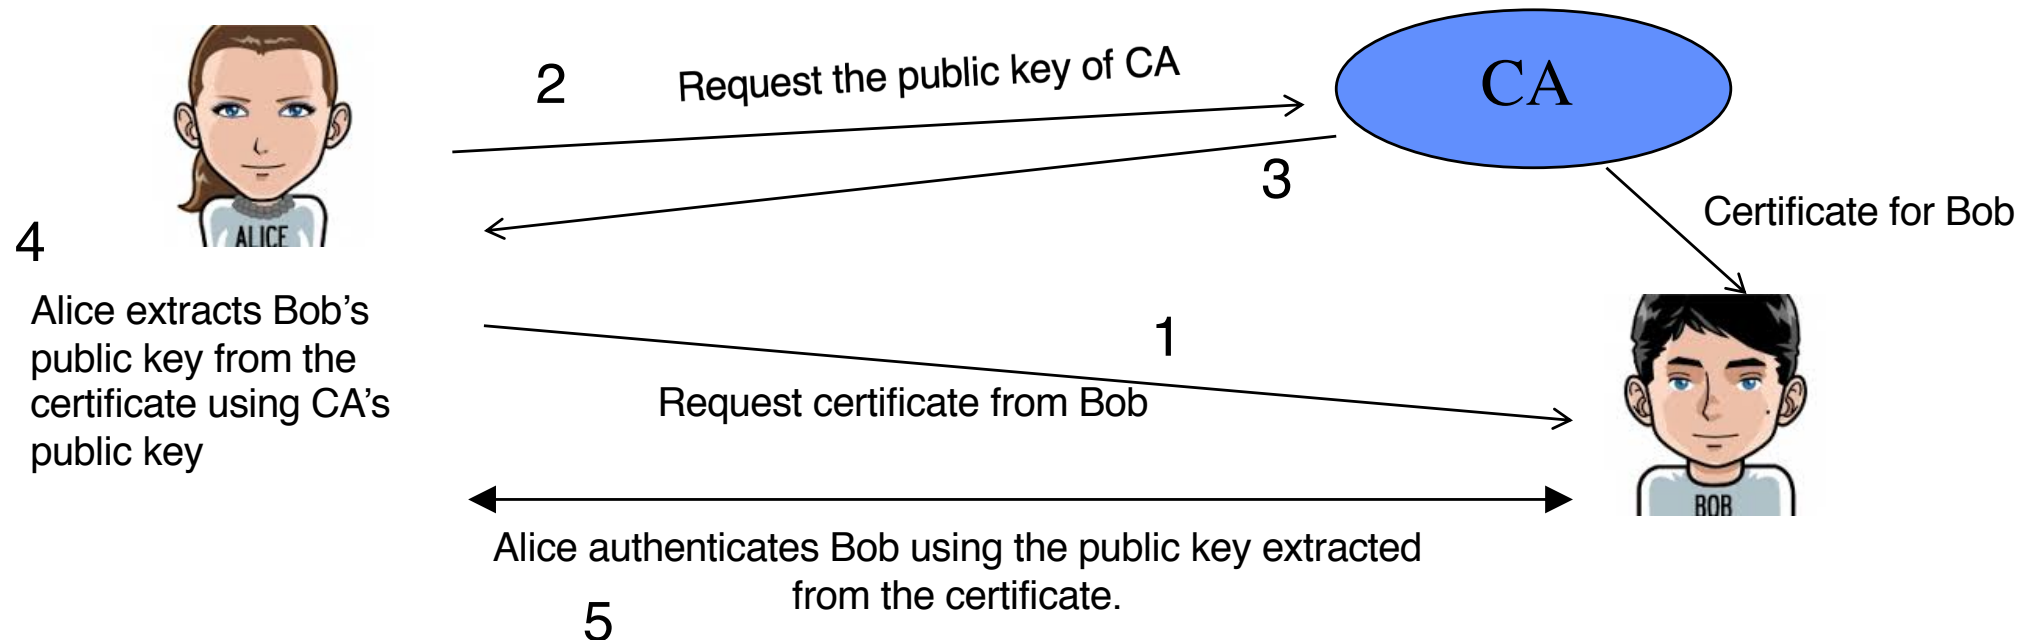 2
Request the public key of CA
CA
3
Certificate for Bob
ALICE
4
Alice extracts Bob’s
public key from the
certificate using CA’s
public key
1
Request certificate from Bob
BOB
Alice authenticates Bob using the public key extracted
from the certificate.
5